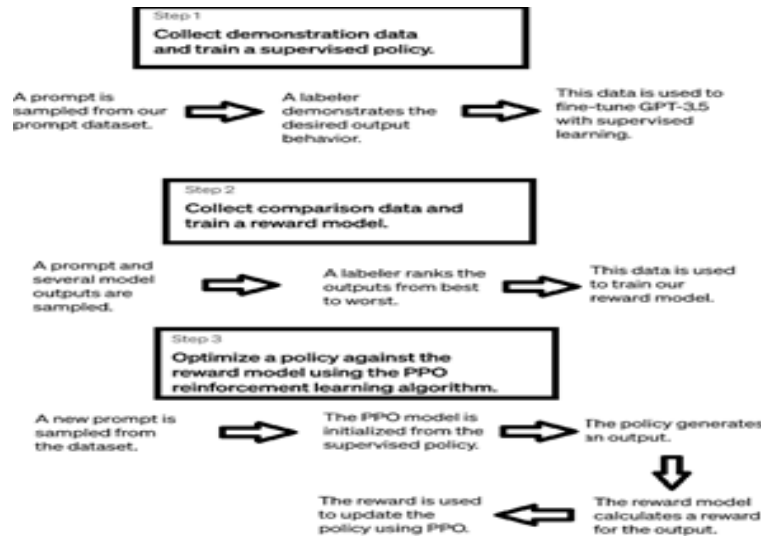 Step 1
Collect demonstration data
and train a supervised policy.
A prompt is
sampled from our
prompt dataset.
A labeler
demonstrates the
desired output
behavior.
This data is used to
fine-tune GPT-3.5
with supervised
learning.
Step 2
Collect comparison data and
train a reward model.
A prompt and
several model
outputs are
sampled.
A labeler ranks the
outputs from best
to worst.
This data is used
to train our
reward model.
Step 3
Optimize a policy against the
reward model using the PPO
reinforcement learning algorithm.
A new prompt is
sampled from
the dataset.
The PPO model is
initialized from the
supervised policy.
The policy generates
an output.
The reward model
calculates a reward
for the output.
The reward is used
to update the
policy using PPO.